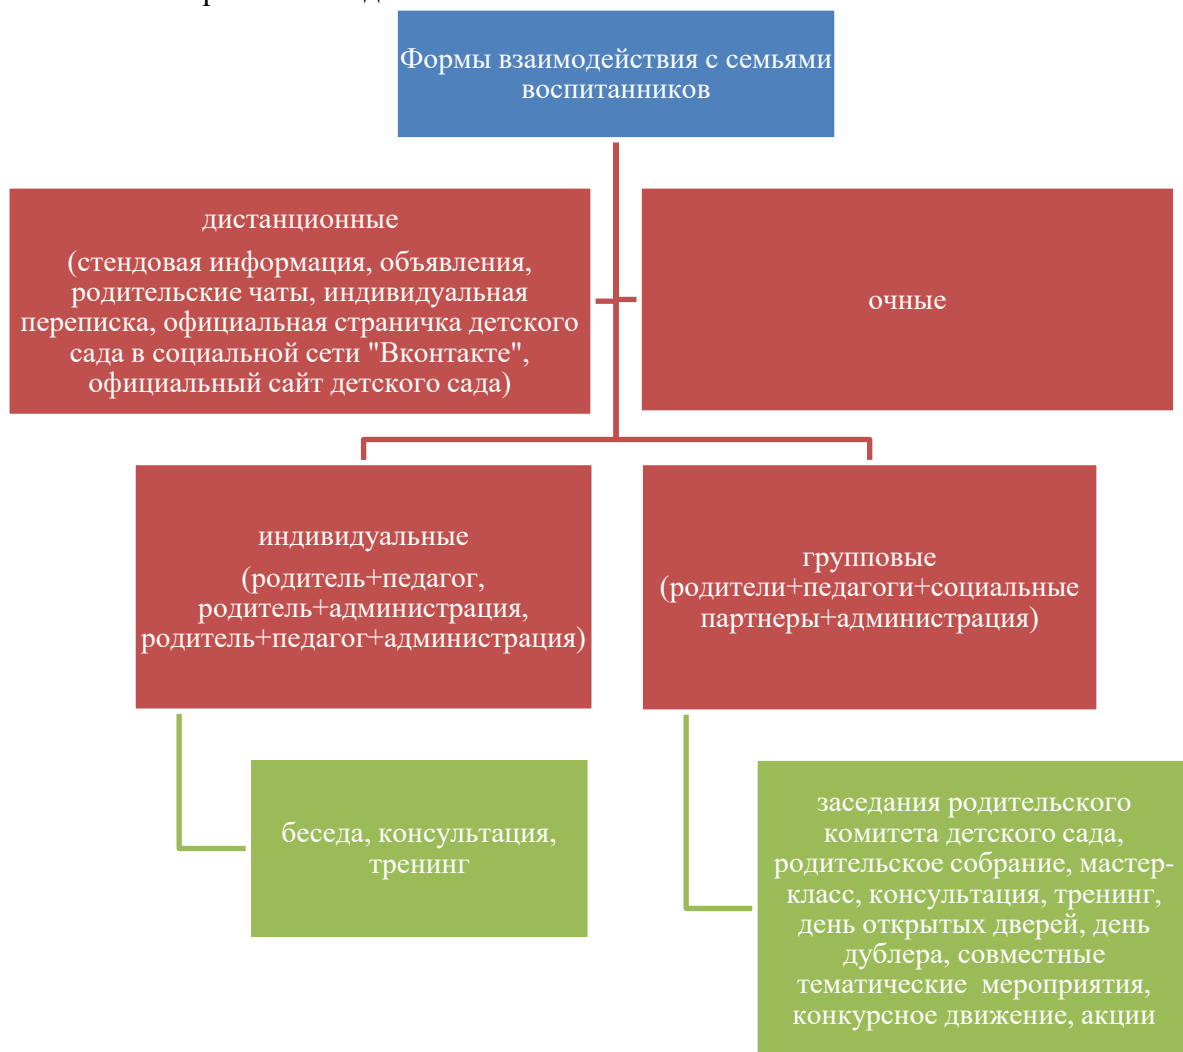 Формы взаимодействия с семьями
воспитанников
дистанционные
(стендовая информация, объявления,
родительские чаты, индивидуальная
переписка, официальная страничка детского
сада в социальной сети "Вконтакте",
официальный сайт детского сада)
очные
индивидуальные
(родитель+педагог,
родитель+администрация,
родитель+педагог+администрация)
групповые
(родители+педагоги+социальные
партнеры+администрация)
беседа, консультация,
тренинг
заседания родительского
комитета детского сада,
родительское собрание, мастер-
класс, консультация, тренинг,
день открытых дверей, день
дублера, совместные
тематические  мероприятия,
конкурсное движение, акции